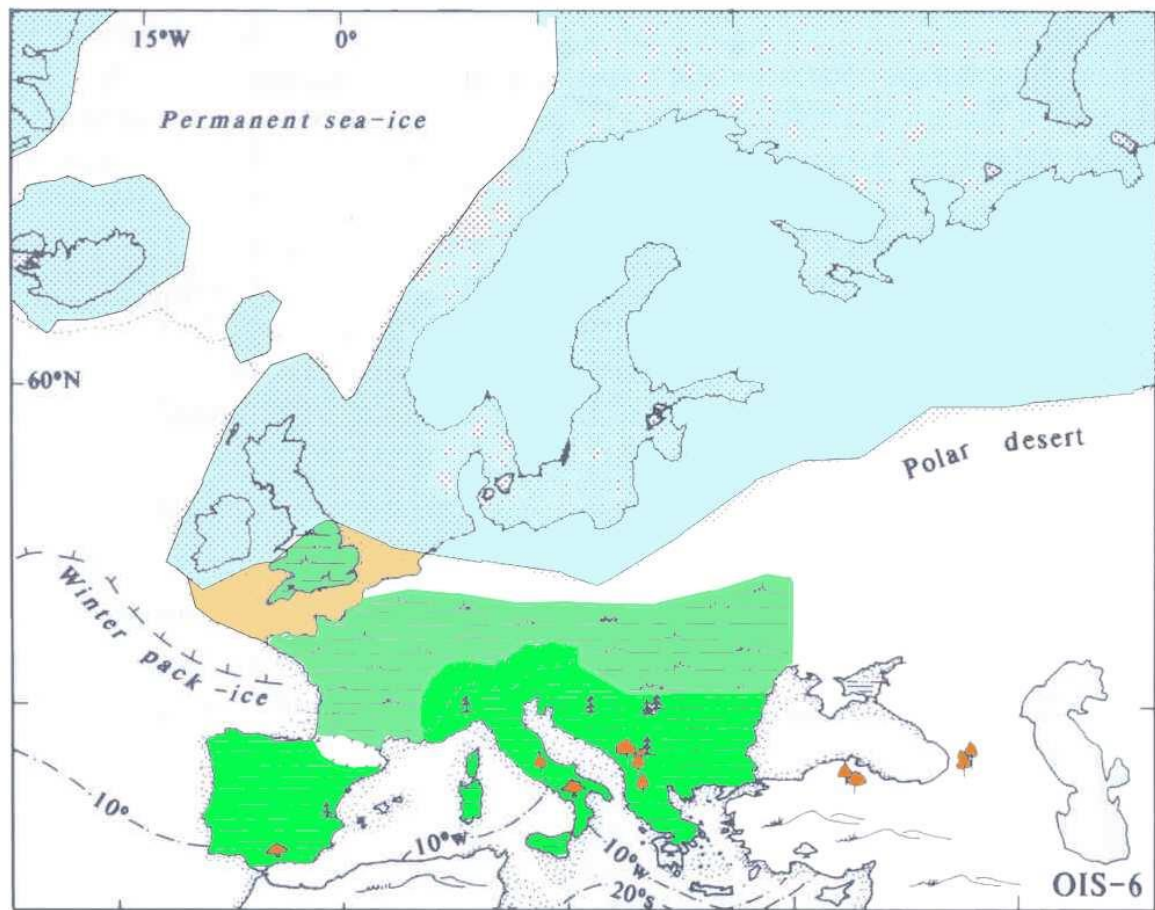 15°W
0°
Permanent sea-ice
60°N
Polar desert
Winter pack-ice
10°
10°w
10°w
20°s
OIS-6